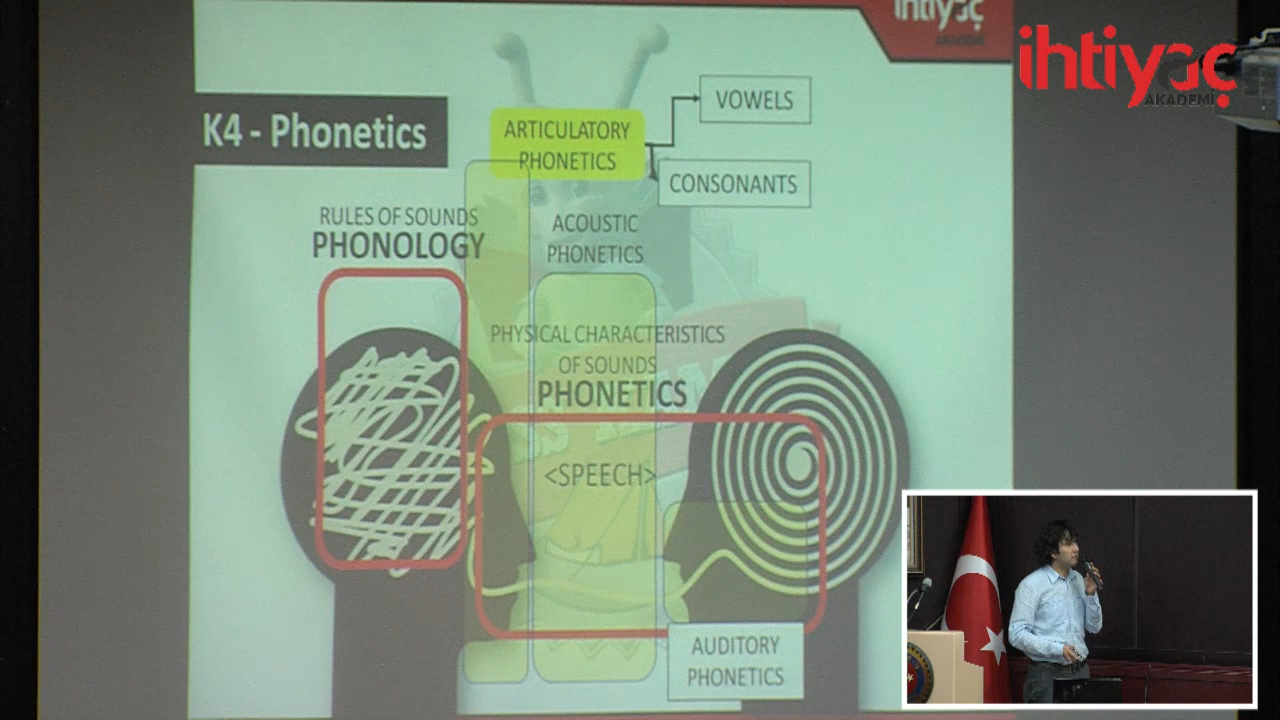 ihtiyaç
AKADEMİ
ihtiyaç
AKADEMİ
K4 - Phonetics
ARTICULATORY
PHONETICS
VOWELS
CONSONANTS
RULES OF SOUNDS
PHONOLOGY
ACOUSTIC
PHONETICS
PHYSICAL CHARACTERISTICS
OF SOUNDS
PHONETICS
<SPEECH>
AUDITORY
PHONETICS